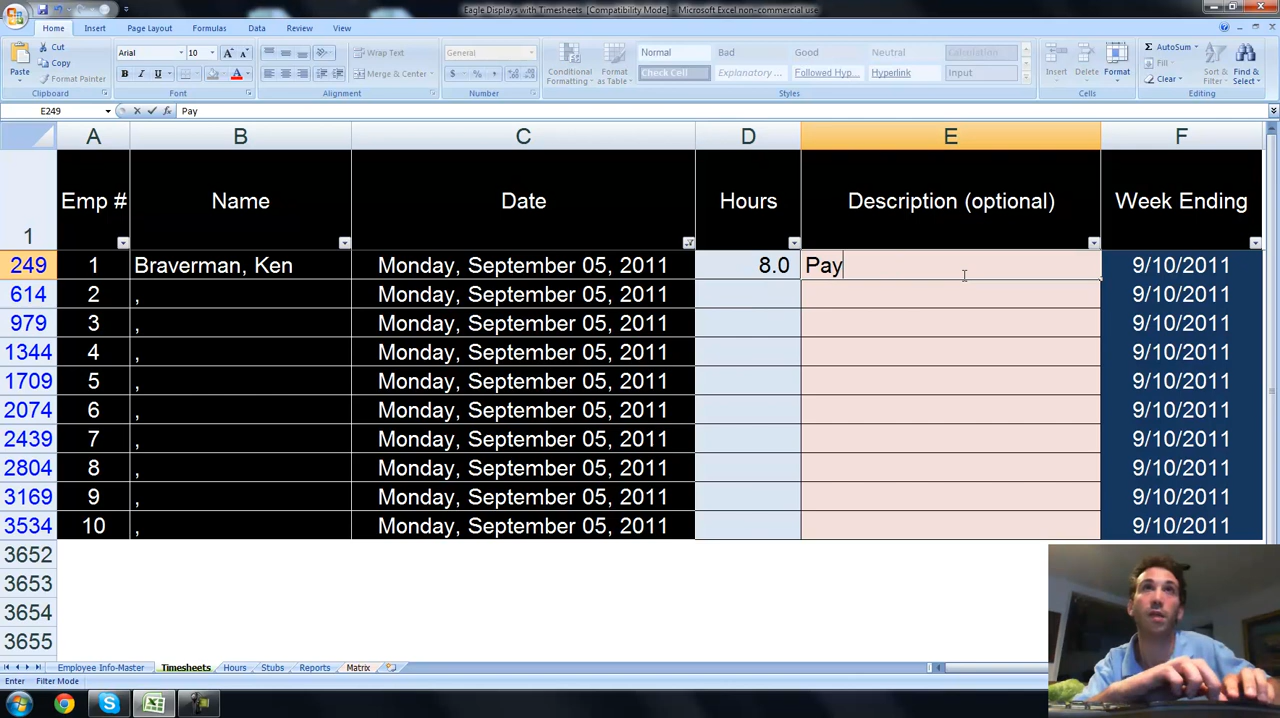 Eagle Displays with Timesheets. [Compatibility Mode] - Microsoft Excel non-commercial use
Home Insert Page Layout Formulas Data Review View
Paste Cut Copy Format Painter Clipboard
Arial 10 B I U Font
Wrap Text Merge & Center Alignment
General $ % , Number
Conditional Formatting Format as Table
Normal Bad Good Neutral Calculation
Check Cell Explanatory ... Followed Hyp... Hyperlink Input
Styles
Insert Delete Format Cells
AutoSum Fill Clear Sort & Filter Find & Select Editing
E249 fx Pay
A B C D E F
1 Emp # Name Date Hours Description (optional) Week Ending
249 1 Braverman, Ken Monday, September 05, 2011 8.0 Pay 9/10/2011
614 2 , Monday, September 05, 2011 9/10/2011
979 3 , Monday, September 05, 2011 9/10/2011
1344 4 , Monday, September 05, 2011 9/10/2011
1709 5 , Monday, September 05, 2011 9/10/2011
2074 6 , Monday, September 05, 2011 9/10/2011
2439 7 , Monday, September 05, 2011 9/10/2011
2804 8 , Monday, September 05, 2011 9/10/2011
3169 9 , Monday, September 05, 2011 9/10/2011
3534 10 , Monday, September 05, 2011 9/10/2011
3652
3653
3654
3655
Employee Info-Master Timesheets Hours Stubs Reports Matrix
Enter Filter Mode